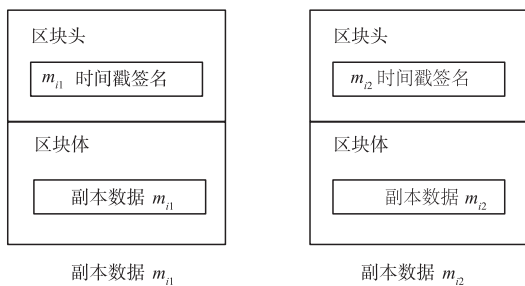 区块头
m_{i1} 时间戳签名
区块体
副本数据 m_{i1}
副本数据 m_{i1}
区块头
m_{i2} 时间戳签名
区块体
副本数据 m_{i2}
副本数据 m_{i2}